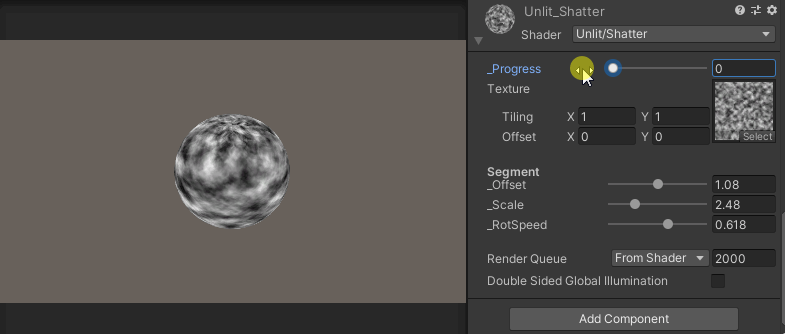 Unlit_Shatter
Shader Unlit/Shatter
_Progress 0
Texture
Tiling X 1 Y 1
Offset X 0 Y 0
Select
Segment
_Offset 1.08
_Scale 2.48
_RotSpeed 0.618
Render Queue From Shader 2000
Double Sided Global Illumination
Add Component